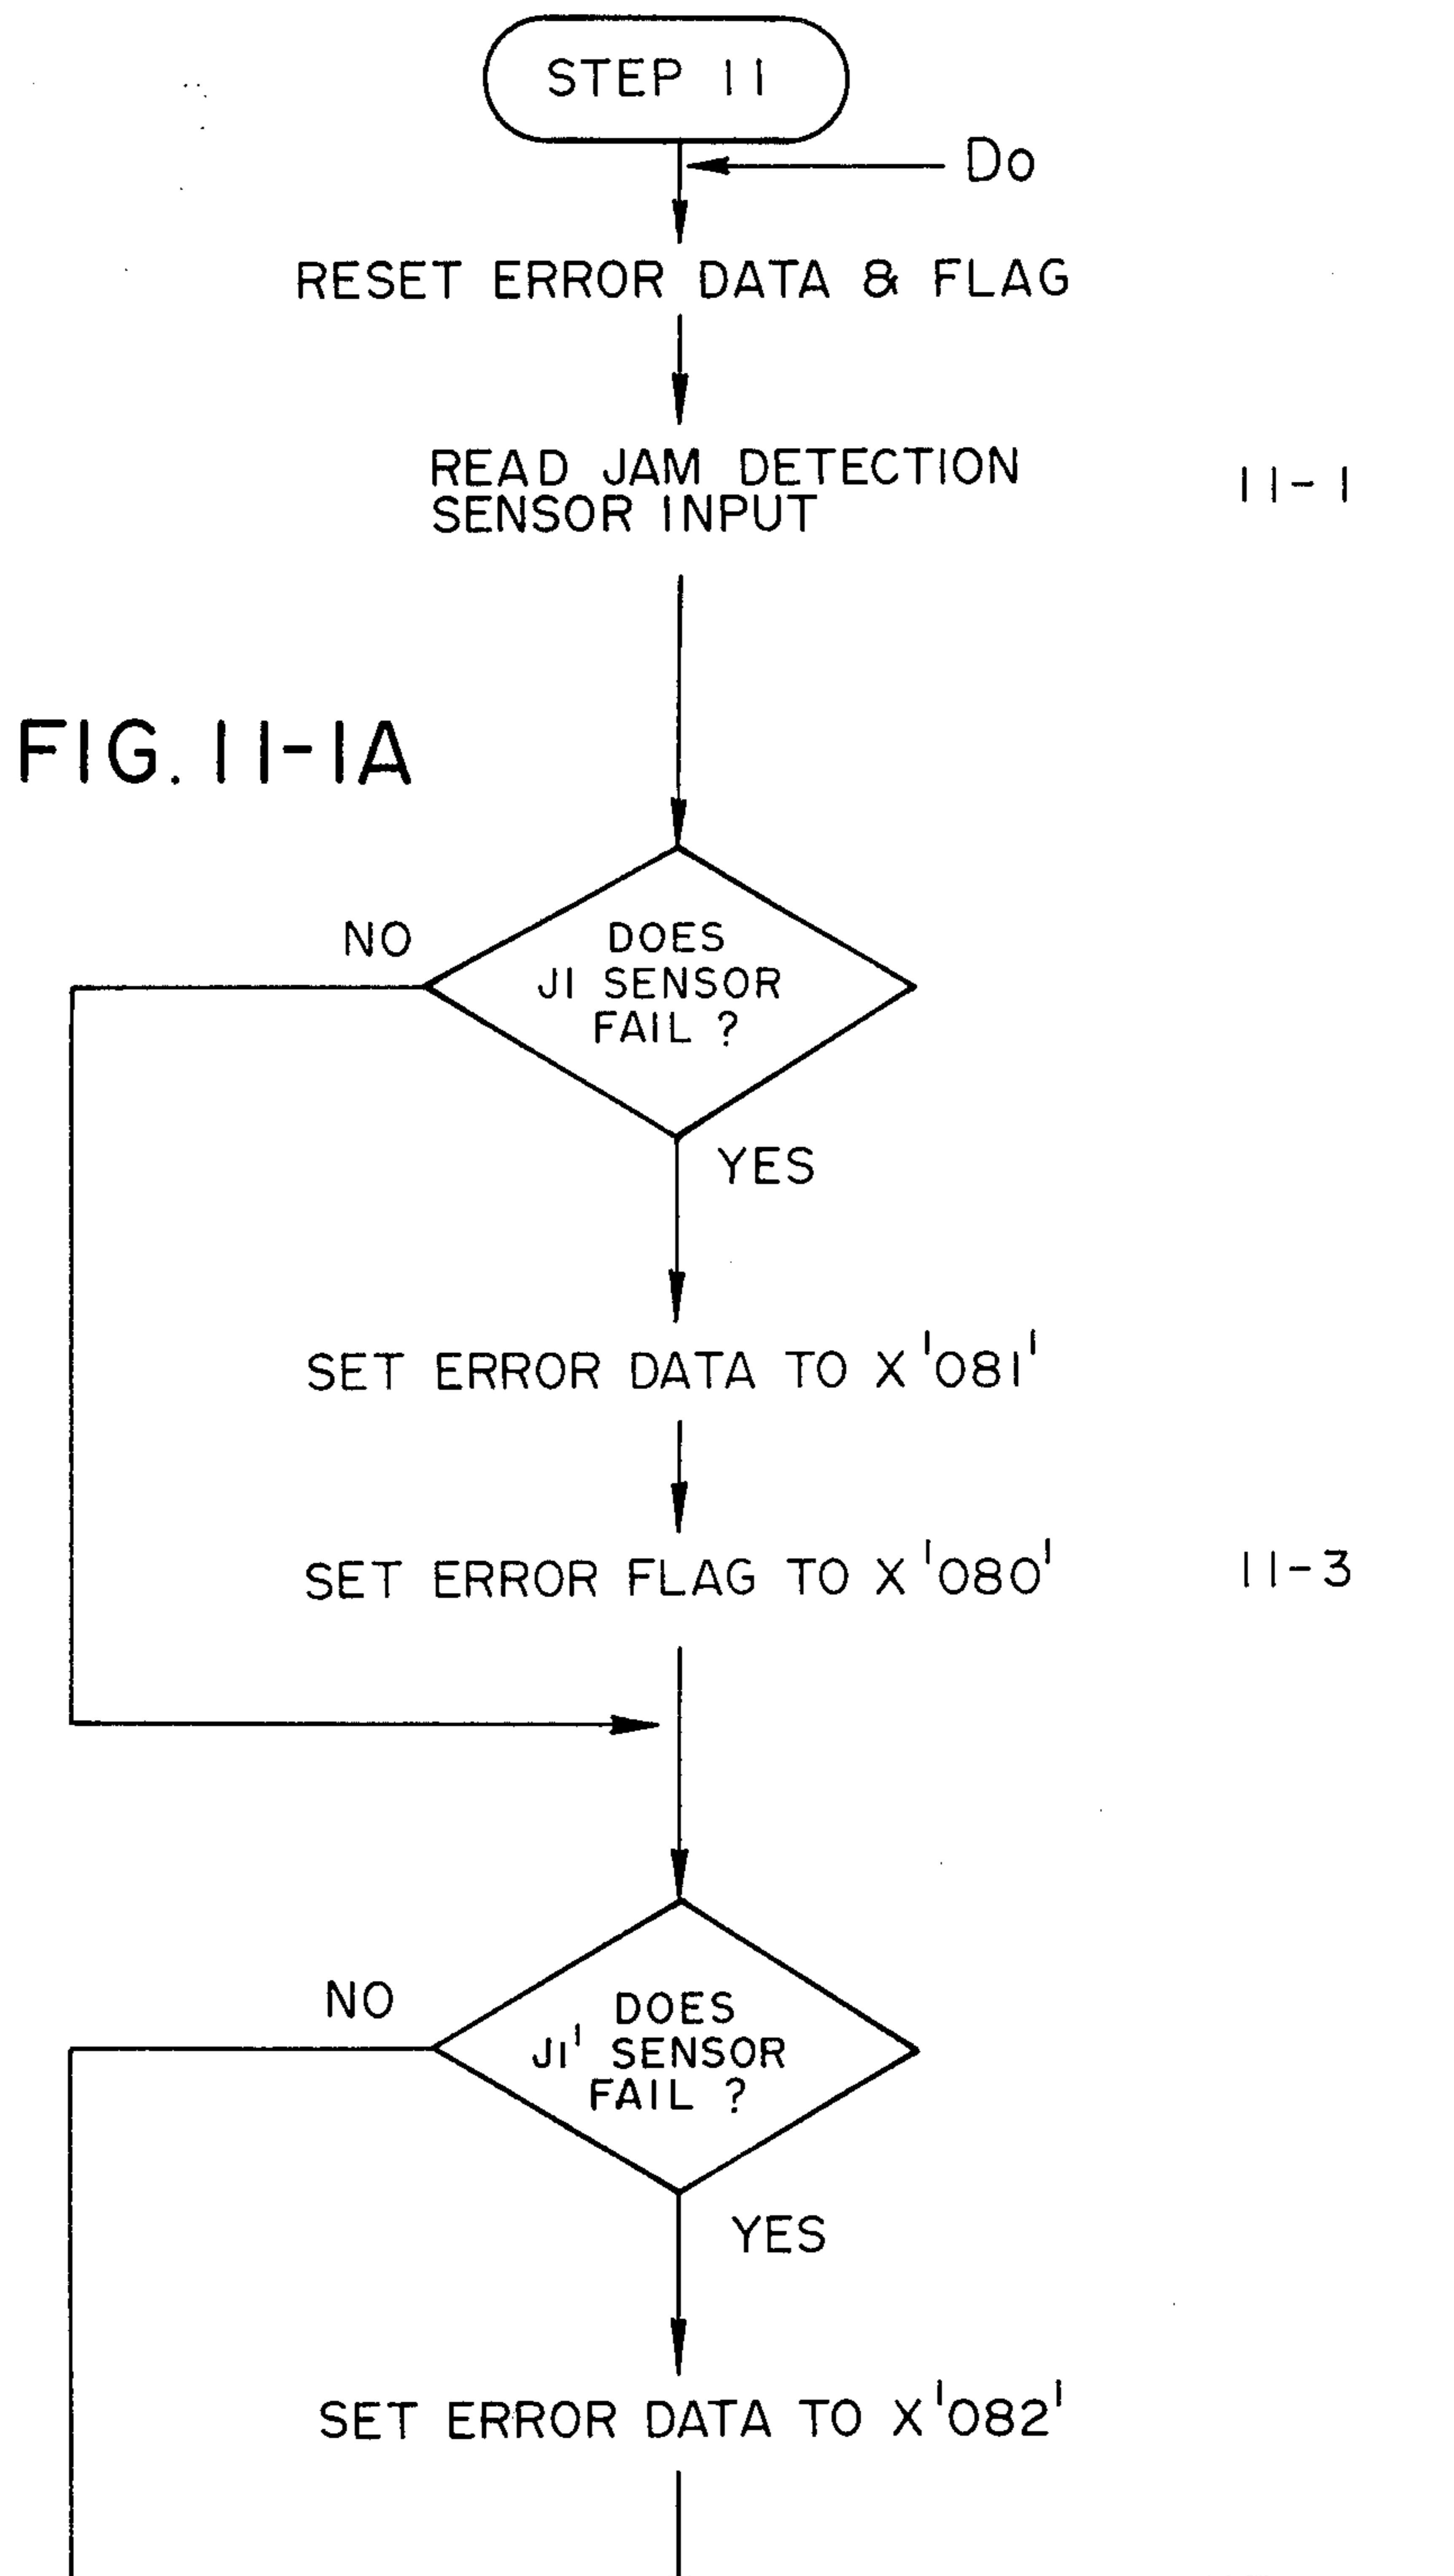 STEP 11
Do
RESET ERROR DATA & FLAG
READ JAM DETECTION
SENSOR INPUT
11-1
FIG. 11-1A
NO
DOES
J1 SENSOR
FAIL ?
YES
SET ERROR DATA TO X'081'
SET ERROR FLAG TO X'080'
11-3
NO
DOES
J1' SENSOR
FAIL ?
YES
SET ERROR DATA TO X'082'